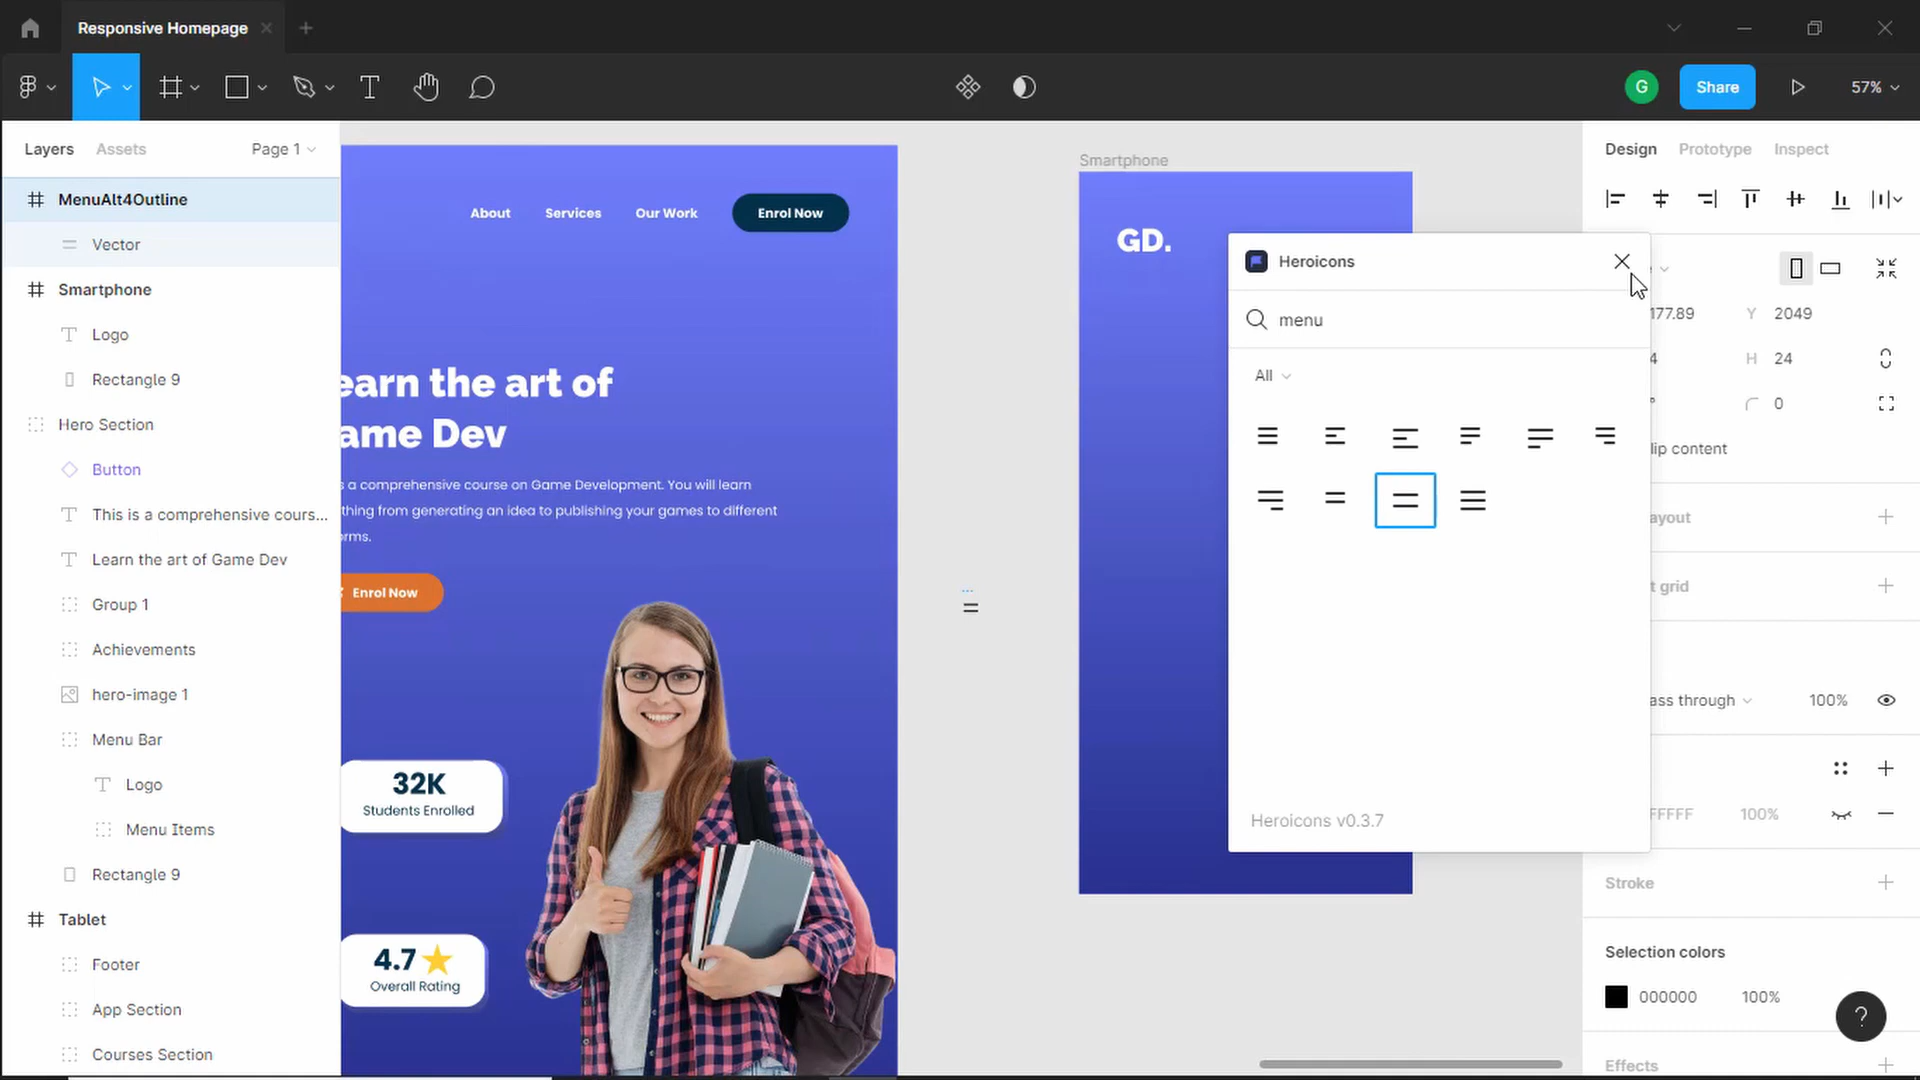 Responsive Homepage
G
Share
57%
Layers
Assets
Page 1
MenuAlt4Outline
Vector
Smartphone
Logo
Rectangle 9
Hero Section
Button
This is a comprehensive cours...
Learn the art of Game Dev
Group 1
Achievements
hero-image 1
Menu Bar
Logo
Menu Items
Rectangle 9
Tablet
Footer
App Section
Courses Section
About
Services
Our Work
Enrol Now
earn the art of
ame Dev
s a comprehensive course on Game Development. You will learn
thing from generating an idea to publishing your games to different
orms.
Enrol Now
32K
Students Enrolled
4.7
Overall Rating
...
Smartphone
GD.
Heroicons
menu
All
Heroicons v0.3.7
Design
Prototype
Inspect
177.89
Y
2049
4
H
24
0
lip content
ayout
t grid
ass through
100%
FFFFF
100%
Stroke
Selection colors
000000
100%
?
Effects